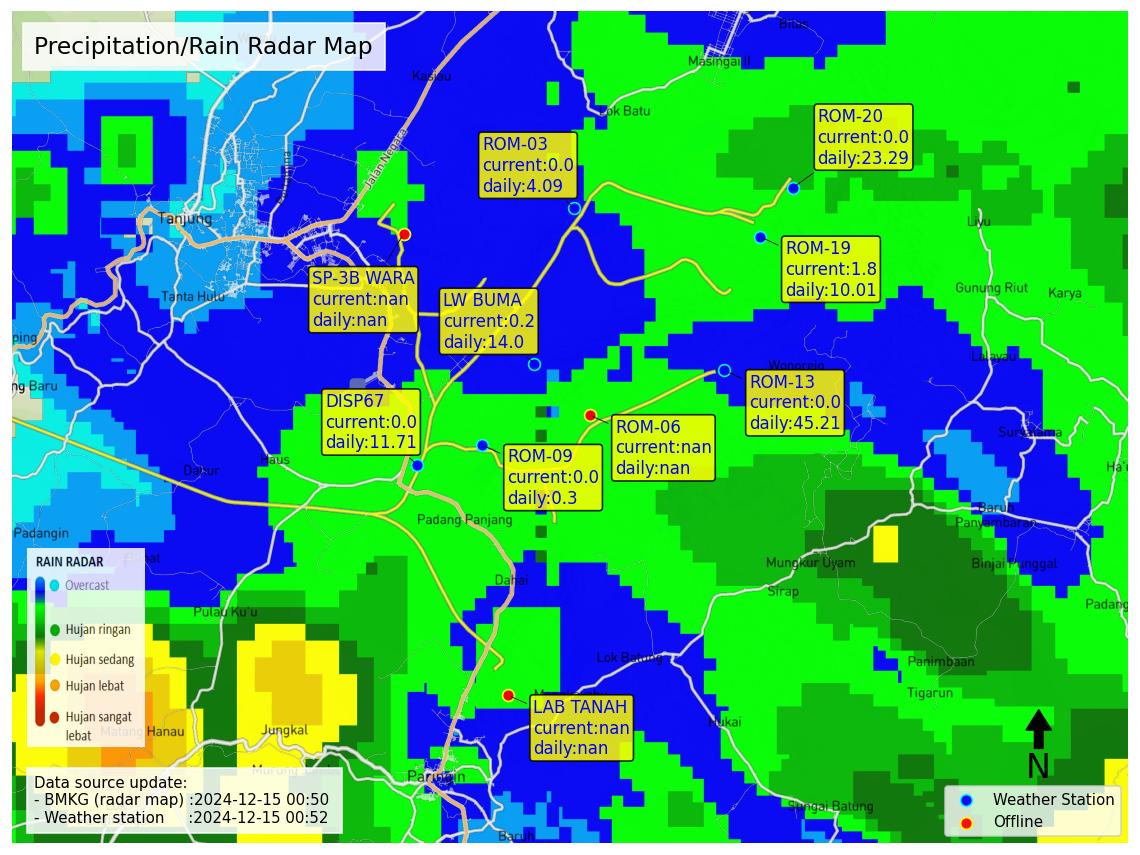 Precipitation/Rain Radar Map
Bilas
Masingai II
Kasiau
Lok Batu
Jalan Negara
ROM-03
current:0.0
daily:4.09
ROM-20
current:0.0
daily:23.29
Tanjung
Liyu
ROM-19
current:1.8
daily:10.01
SP-3B WARA
current:nan
daily:nan
LW BUMA
current:0.2
daily:14.0
Tanta Hulu
Gunung Riut
Karya
ping
Lalayau
Wonorejo
ng Baru
ROM-13
current:0.0
daily:45.21
DISP67
current:0.0
daily:11.71
ROM-06
current:nan
daily:nan
Suryatama
Haus
Dahur
ROM-09
current:0.0
daily:0.3
Ha'u
Baruh
Panyambaran
Padang Panjang
Padangin
Mungkur Uyam
Binjai Punggal
RAIN RADAR
Overcast
Hujan ringan
Hujan sedang
Hujan lebat
Hujan sangat
lebat
Dahai
Sirap
Padang
Pulau Ku'u
Lok Batung
Panimbaan
Tigarun
LAB TANAH
current:nan
daily:nan
Hukai
Matang Hanau
Jungkal
Paringin
Data source update:
- BMKG (radar map) :2024-12-15 00:50
- Weather station :2024-12-15 00:52
Sungai Batung
Baruh
N
Weather Station
Offline